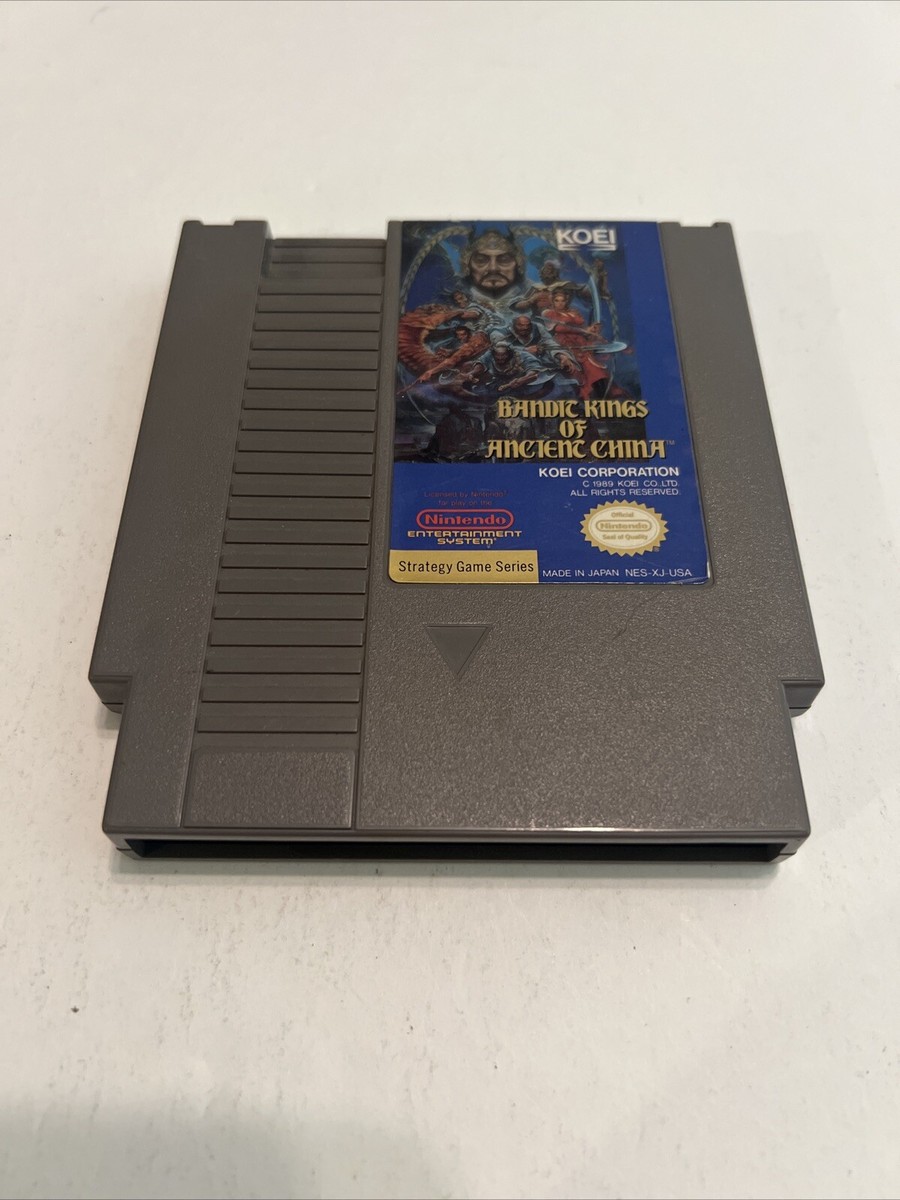 KOEI
BANDIT KINGS
OF
ANCIENT CHINA™
KOEI CORPORATION
© 1989 KOEI CO.,LTD.
ALL RIGHTS RESERVED.
Licensed by Nintendo®
for play on the
Nintendo
ENTERTAINMENT
SYSTEM®
Official
Nintendo
Seal of Quality
Strategy Game Series
MADE IN JAPAN NES-XJ-USA